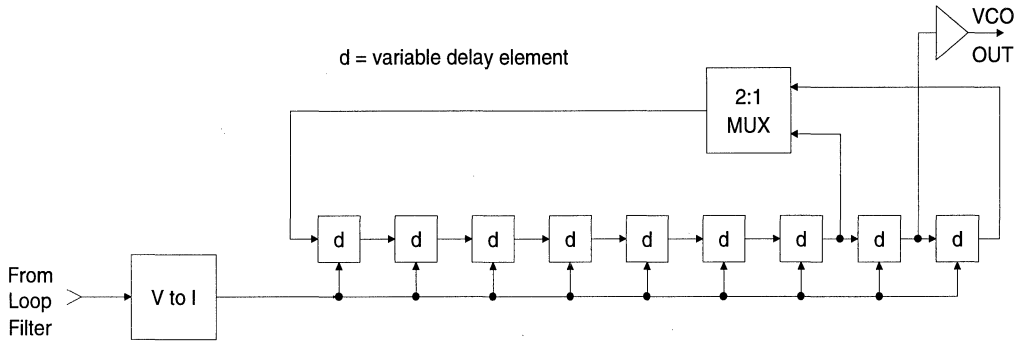 VCO
OUT
d = variable delay element
2:1
MUX
d d d d d d d d d
From
Loop
Filter
V to I